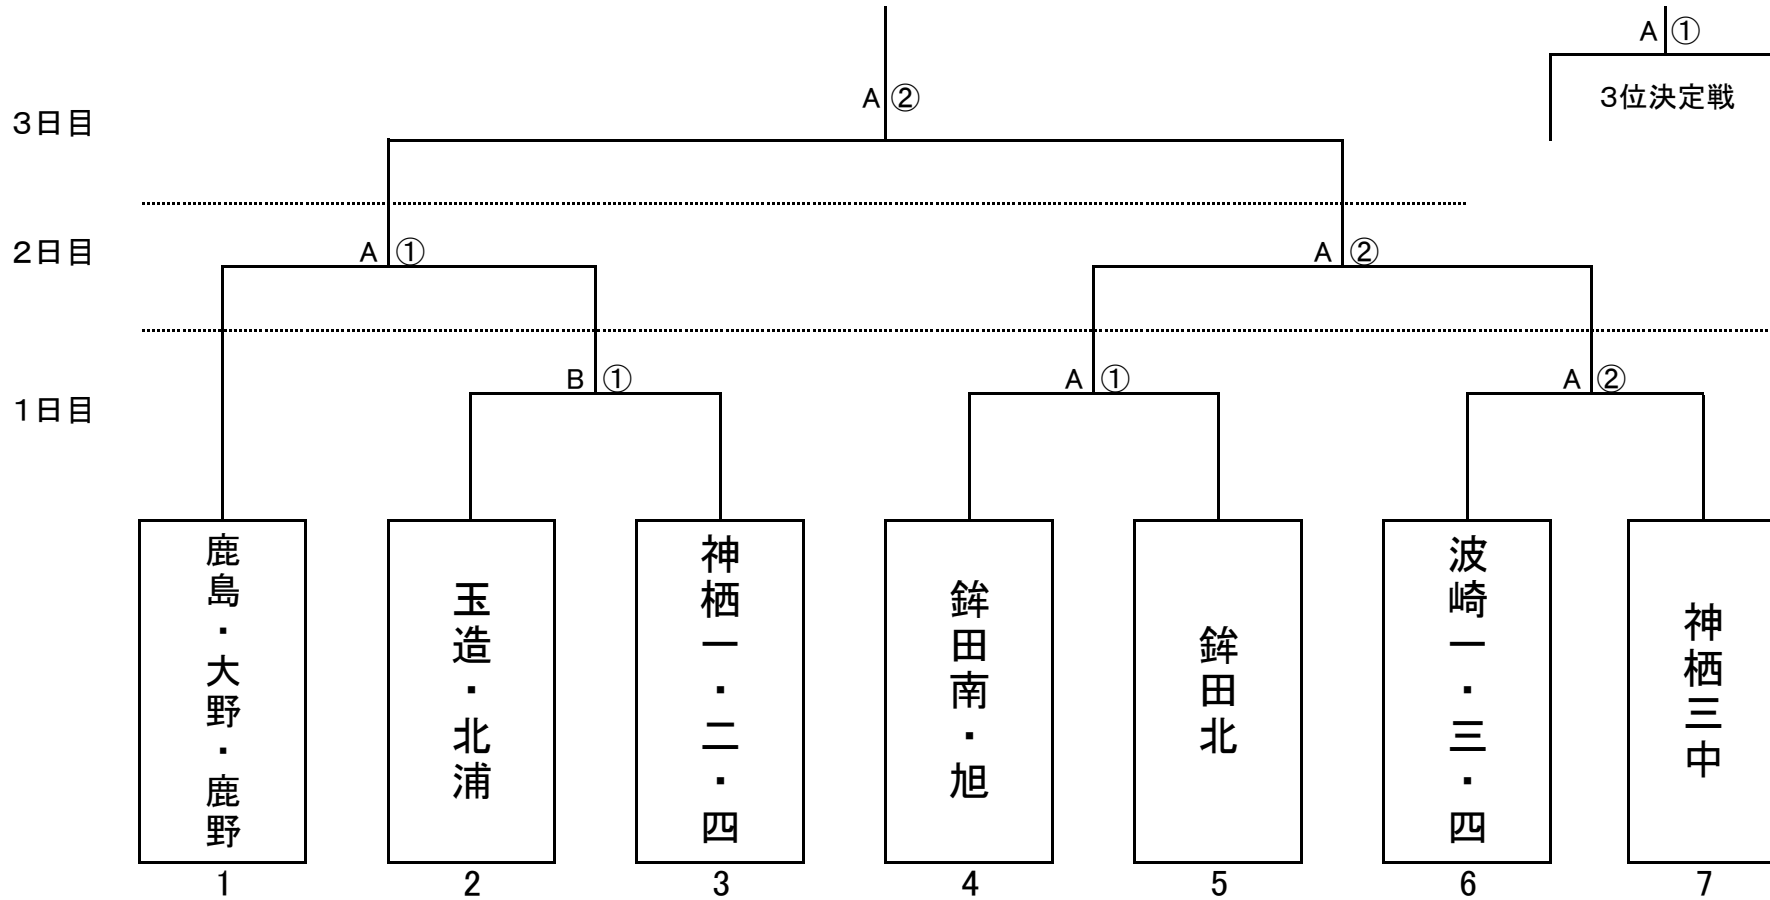 A ①
3位決定戦
A ②
3日目
2日目
A ①
A ②
B ①
A ①
A ②
1日目
鹿島・大野・鹿野
玉造・北浦
神栖一・二・四
鉾田南・旭
鉾田北
波崎一・三・四
神栖三中
1
2
3
4
5
6
7